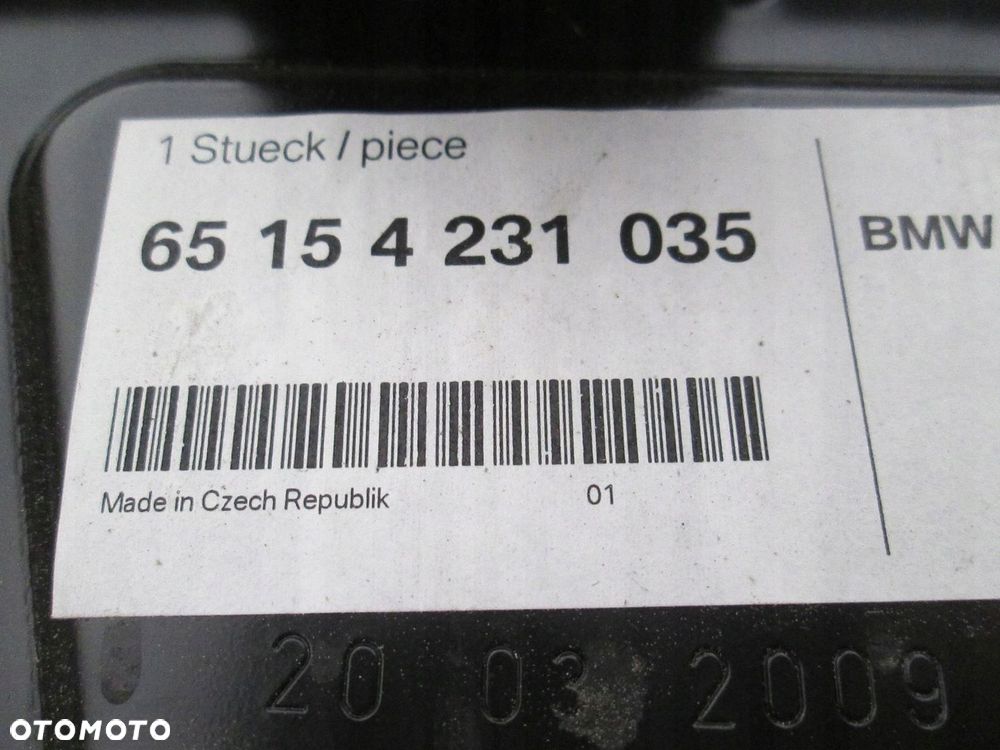 1 Stueck / piece
65 15 4 231 035
BMW
Made in Czech Republik
01
20 03 2009
OTOMOTO